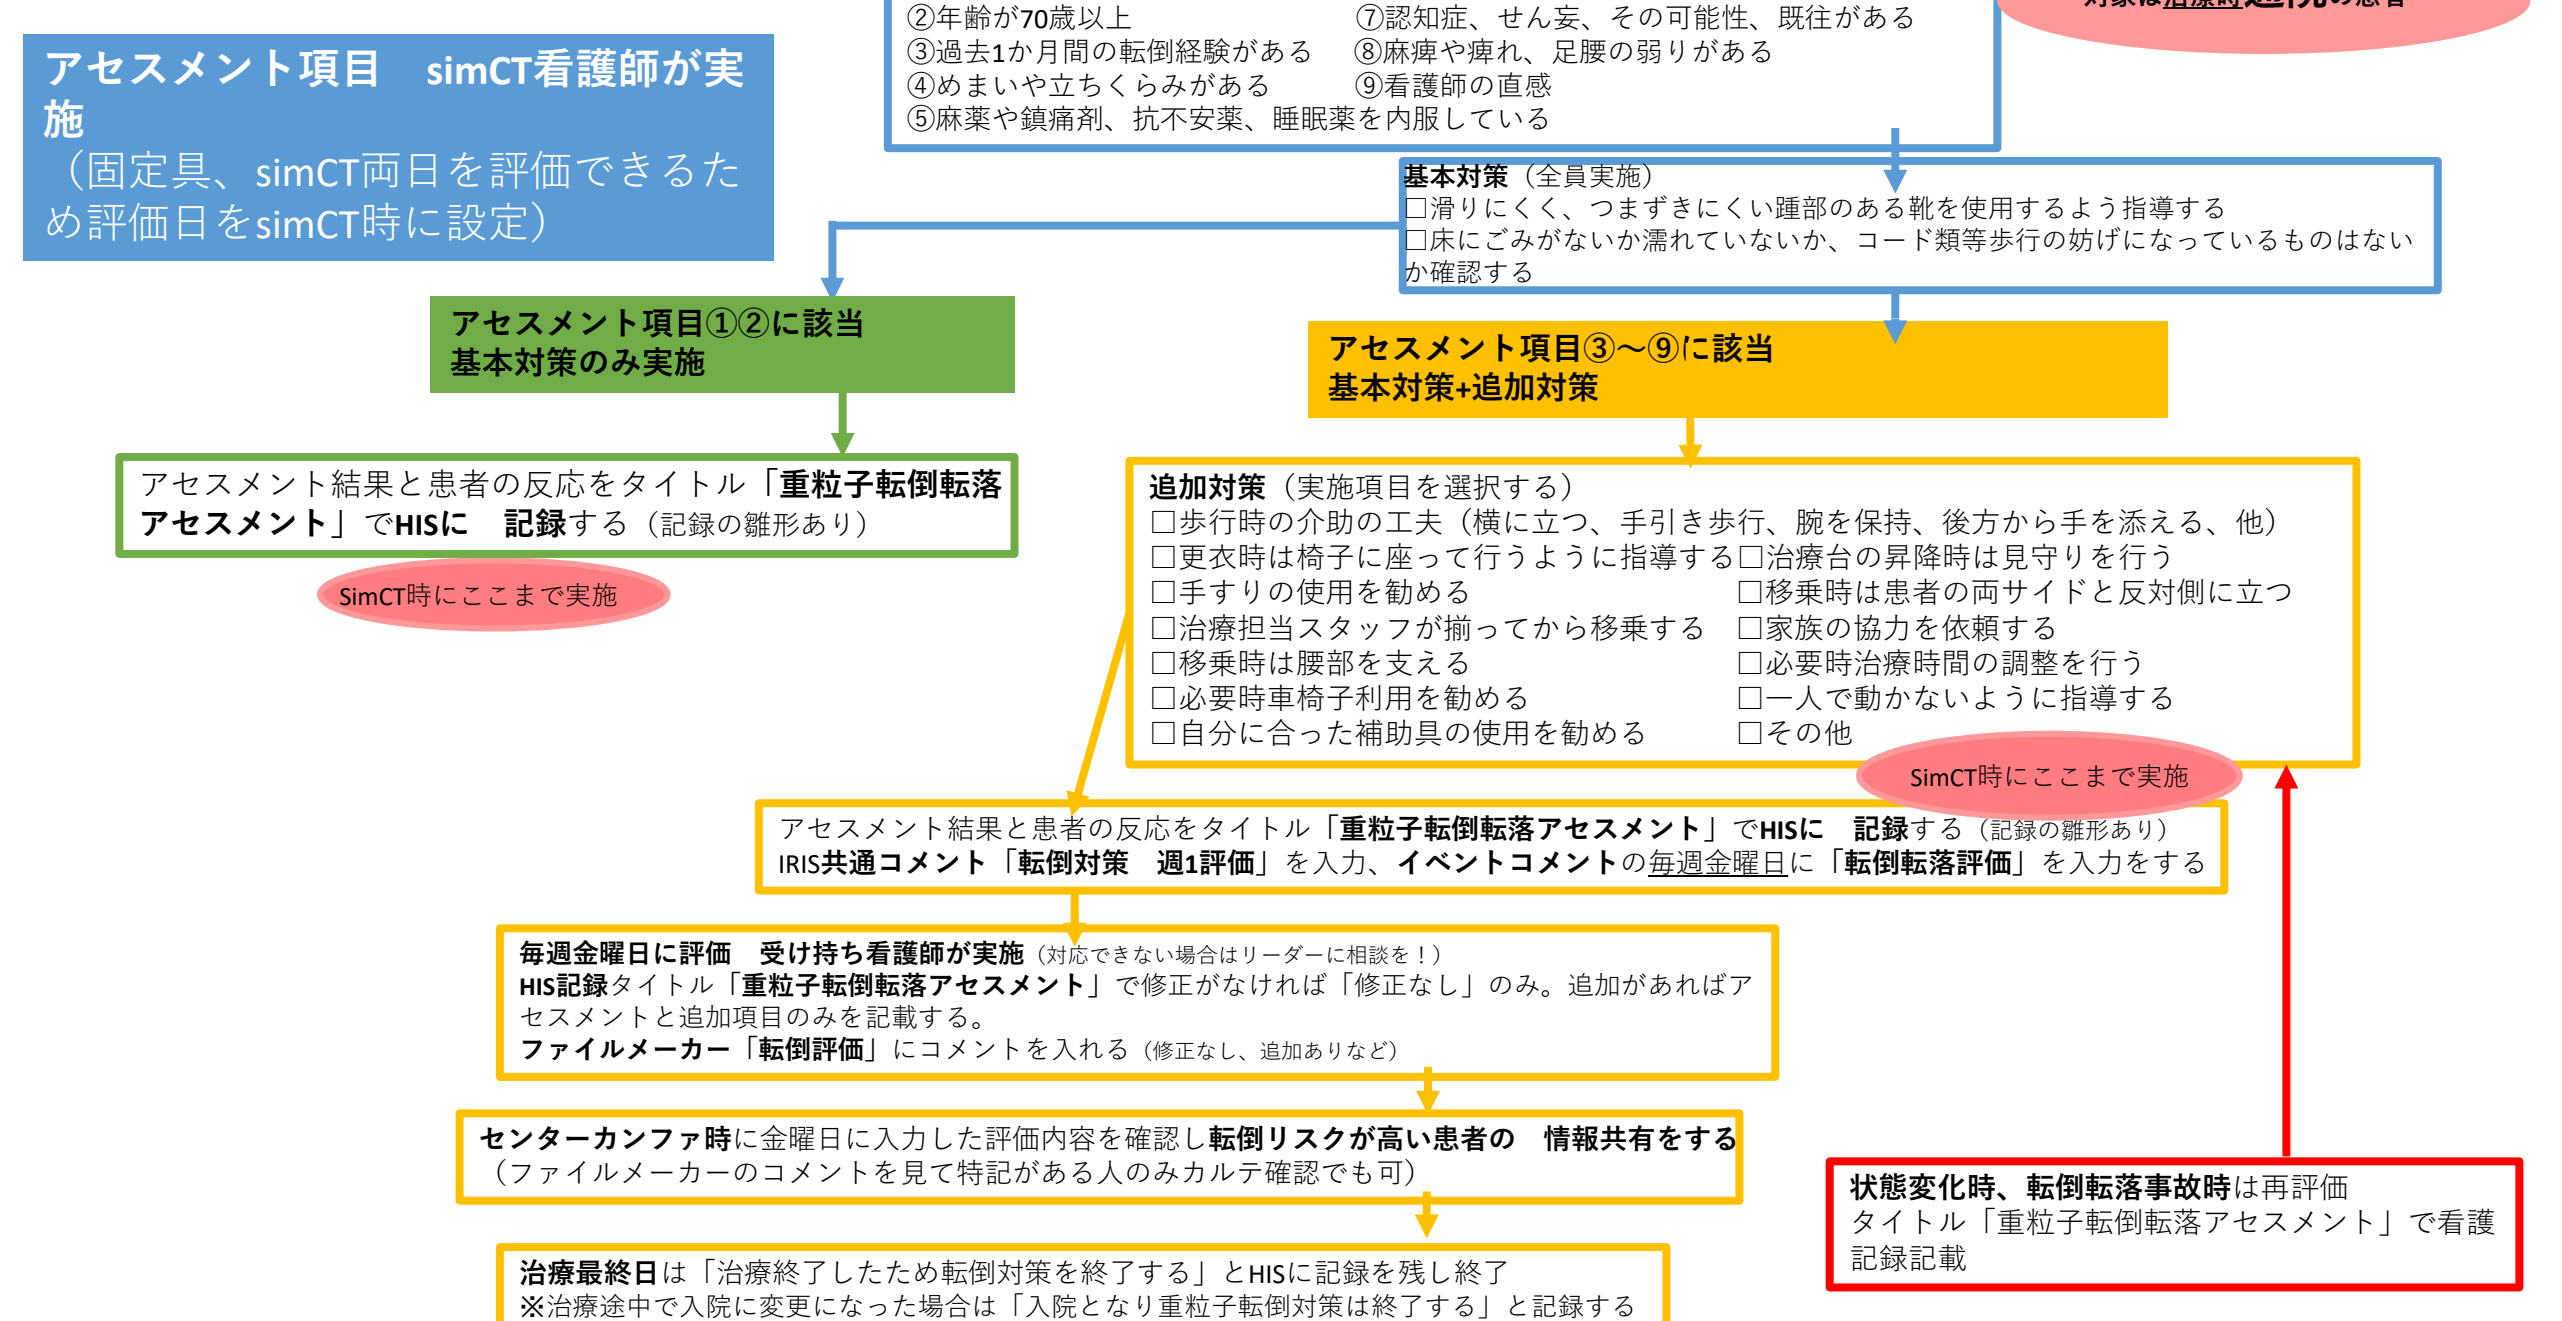 ②年齢が70歳以上
⑦認知症、せん妄、その可能性、既往がある
③過去1か月間の転倒経験がある
⑧麻痺や痺れ、足腰の弱りがある
④めまいや立ちくらみがある
⑨看護師の直感
⑤麻薬や鎮痛剤、抗不安薬、睡眠薬を内服している
アセスメント項目　simCT看護師が実
施
（固定具、simCT両日を評価できるた
め評価日をsimCT時に設定）
基本対策（全員実施）
□滑りにくく、つまずきにくい踵部のある靴を使用するよう指導する
□床にごみがないか濡れていないか、コード類等歩行の妨げになっているものはない
か確認する
アセスメント項目①②に該当
基本対策のみ実施
アセスメント項目③～⑨に該当
基本対策+追加対策
アセスメント結果と患者の反応をタイトル「重粒子転倒転落
アセスメント」でHISに　記録する（記録の雛形あり）
SimCT時にここまで実施
追加対策（実施項目を選択する）
□歩行時の介助の工夫（横に立つ、手引き歩行、腕を保持、後方から手を添える、他）
□更衣時は椅子に座って行うように指導する□治療台の昇降時は見守りを行う
□手すりの使用を勧める　□移乗時は患者の両サイドと反対側に立つ
□治療担当スタッフが揃ってから移乗する　□家族の協力を依頼する
□移乗時は腰部を支える　□必要時治療時間の調整を行う
□必要時車椅子利用を勧める　□一人で動かないように指導する
□自分に合った補助具の使用を勧める　□その他
SimCT時にここまで実施
アセスメント結果と患者の反応をタイトル「重粒子転倒転落アセスメント」でHISに　記録する（記録の雛形あり）
IRIS共通コメント「転倒対策　週1評価」を入力、イベントコメントの毎週金曜日に「転倒転落評価」を入力をする
毎週金曜日に評価　受け持ち看護師が実施（対応できない場合はリーダーに相談を！）
HIS記録タイトル「重粒子転倒転落アセスメント」で修正がなければ「修正なし」のみ。追加があればア
セスメントと追加項目のみを記載する。
ファイルメーカー「転倒評価」にコメントを入れる（修正なし、追加ありなど）
センターカンファ時に金曜日に入力した評価内容を確認し転倒リスクが高い患者の　情報共有をする
（ファイルメーカーのコメントを見て特記がある人のみカルテ確認でも可）
状態変化時、転倒転落事故時は再評価
タイトル「重粒子転倒転落アセスメント」で看護
記録記載
治療最終日は「治療終了したため転倒対策を終了する」とHISに記録を残し終了
※治療途中で入院に変更になった場合は「入院となり重粒子転倒対策は終了する」と記録する